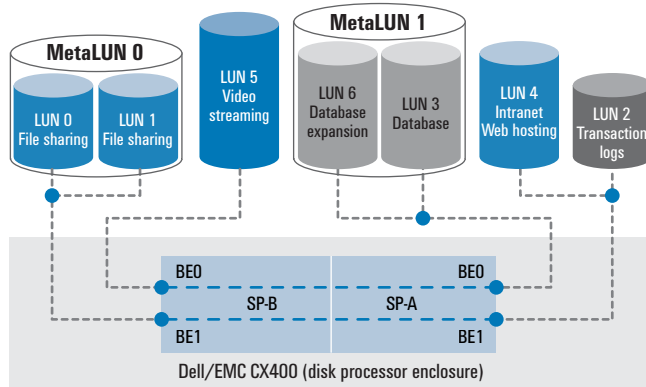 MetaLUN 0
LUN 0
File sharing
LUN 1
File sharing
LUN 5
Video
streaming
MetaLUN 1
LUN 6
Database
expansion
LUN 3
Database
LUN 4
Intranet
Web hosting
LUN 2
Transaction
logs
BE0
BE0
SP-B
SP-A
BE1
BE1
Dell/EMC CX400 (disk processor enclosure)